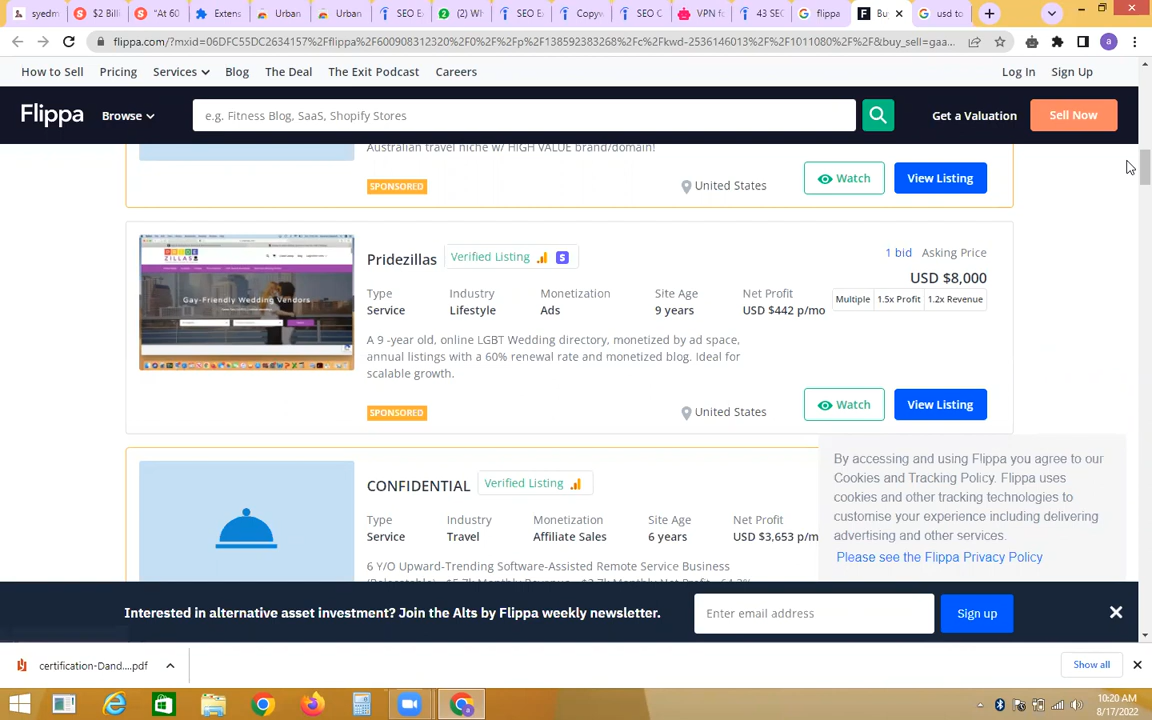 syedm
$2 Billi
"At 60
Extens
Urban
Urban
SEO E
(2) Wh
SEO E
Copyw
SEO C
VPN fo
43 SEC
flippa
Bu
usd to
flippa.com/?mxid=06DFC55DC2634157%2Fflippa%2F600908312320%2F0%2F%2Fp%2F138592383268%2Fc%2Fkwd-2536146013%2F%2F1011080%2F%2F&buy_sell=gaa...
a
How to Sell Pricing Services Blog The Deal The Exit Podcast Careers Log In Sign Up
Flippa Browse e.g. Fitness Blog, SaaS, Shopify Stores Get a Valuation Sell Now
Australian travel niche w/ HIGH VALUE brand/domain!
SPONSORED United States Watch View Listing
Pridezillas Verified Listing S 1 bid Asking Price
USD $8,000
Type Industry Monetization Site Age Net Profit
Multiple 1.5x Profit 1.2x Revenue
Service Lifestyle Ads 9 years USD $442 p/mo
Gay-Friendly Wedding Vendors
A 9 -year old, online LGBT Wedding directory, monetized by ad space,
annual listings with a 60% renewal rate and monetized blog. Ideal for
scalable growth.
SPONSORED United States Watch View Listing
CONFIDENTIAL Verified Listing
Type Industry Monetization Site Age Net Profit
Service Travel Affiliate Sales 6 years USD $3,653 p/m
6 Y/O Upward-Trending Software-Assisted Remote Service Business
By accessing and using Flippa you agree to our
Cookies and Tracking Policy. Flippa uses
cookies and other tracking technologies to
customise your experience including delivering
advertising and other services.
Please see the Flippa Privacy Policy
Interested in alternative asset investment? Join the Alts by Flippa weekly newsletter. Enter email address Sign up
certification-Dand....pdf Show all
10:20 AM
8/17/2022